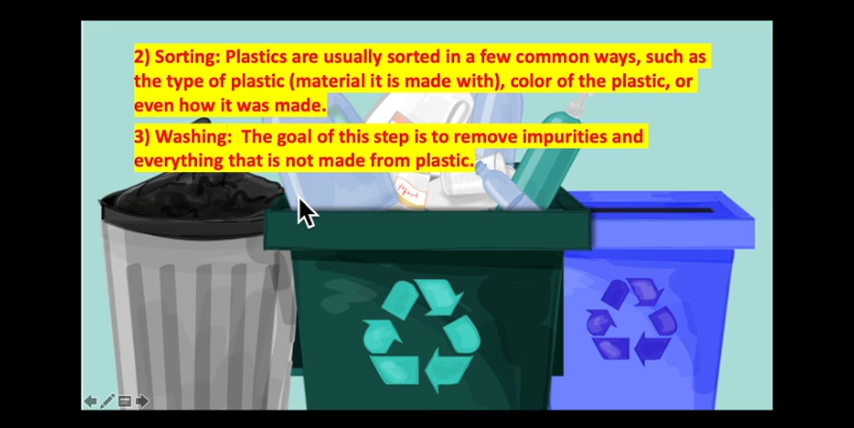 2) Sorting: Plastics are usually sorted in a few common ways, such as
the type of plastic (material it is made with), color of the plastic, or
even how it was made.
3) Washing:  The goal of this step is to remove impurities and
everything that is not made from plastic.